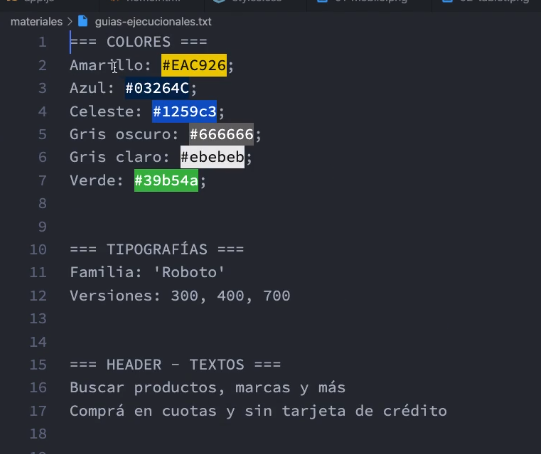 materiales > guias-ejecucionales.txt
1 === COLORES ===
2 Amarillo: #EAC926;
3 Azul: #03264C;
4 Celeste: #1259c3;
5 Gris oscuro: #666666;
6 Gris claro: #ebebeb;
7 Verde: #39b54a;
8
9
10 === TIPOGRAFÍAS ===
11 Familia: 'Roboto'
12 Versiones: 300, 400, 700
13
14
15 === HEADER - TEXTOS ===
16 Buscar productos, marcas y más
17 Comprá en cuotas y sin tarjeta de crédito
18